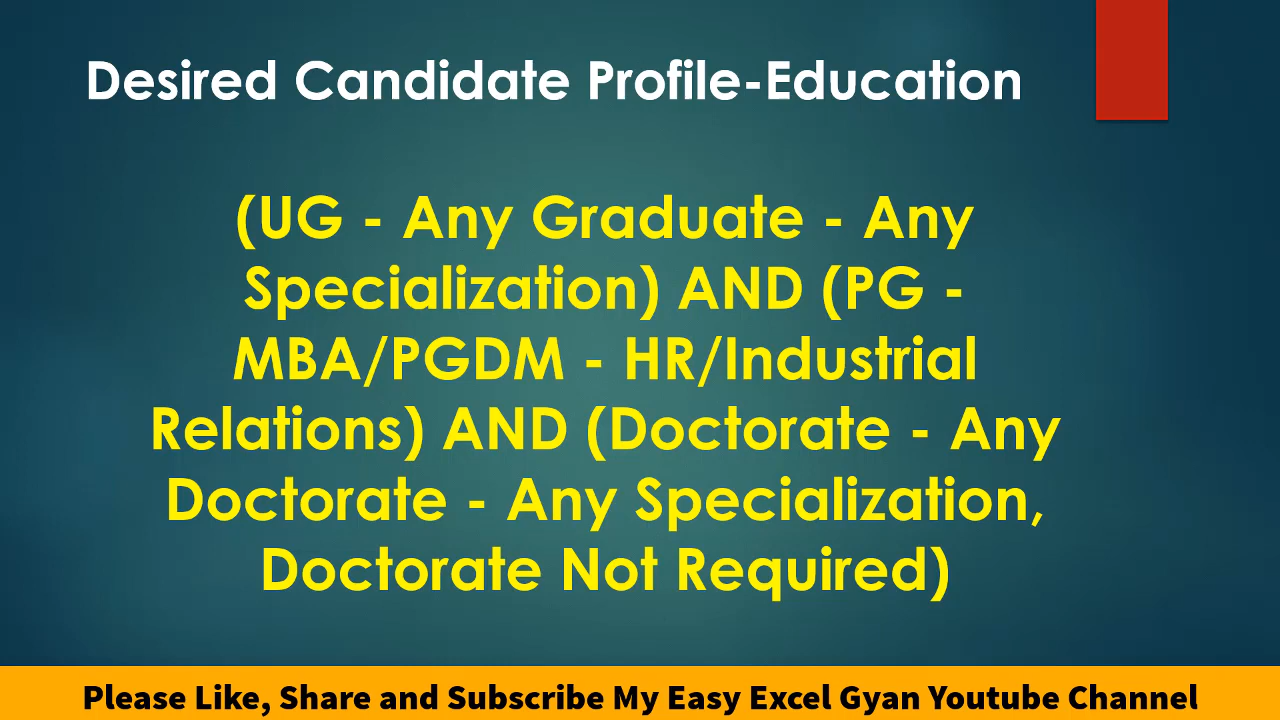 Desired Candidate Profile-Education
(UG - Any Graduate - Any
Specialization) AND (PG -
MBA/PGDM - HR/Industrial
Relations) AND (Doctorate - Any
Doctorate - Any Specialization,
Doctorate Not Required)
Please Like, Share and Subscribe My Easy Excel Gyan Youtube Channel